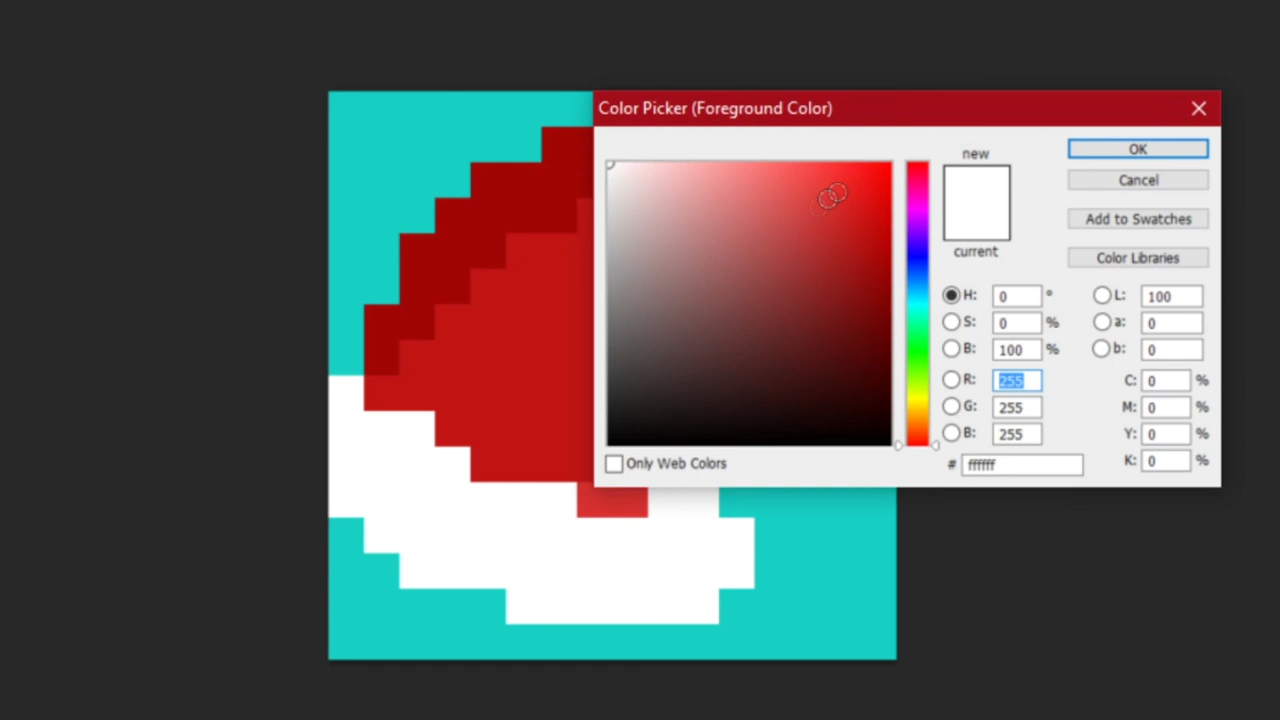 Color Picker (Foreground Color)
new
OK
Cancel
Add to Swatches
current
Color Libraries
H: 0 °
L: 100
S: 0 %
a: 0
B: 100 %
b: 0
R: 255
C: 0 %
G: 255
M: 0 %
B: 255
Y: 0 %
Only Web Colors
# ffffff
K: 0 %